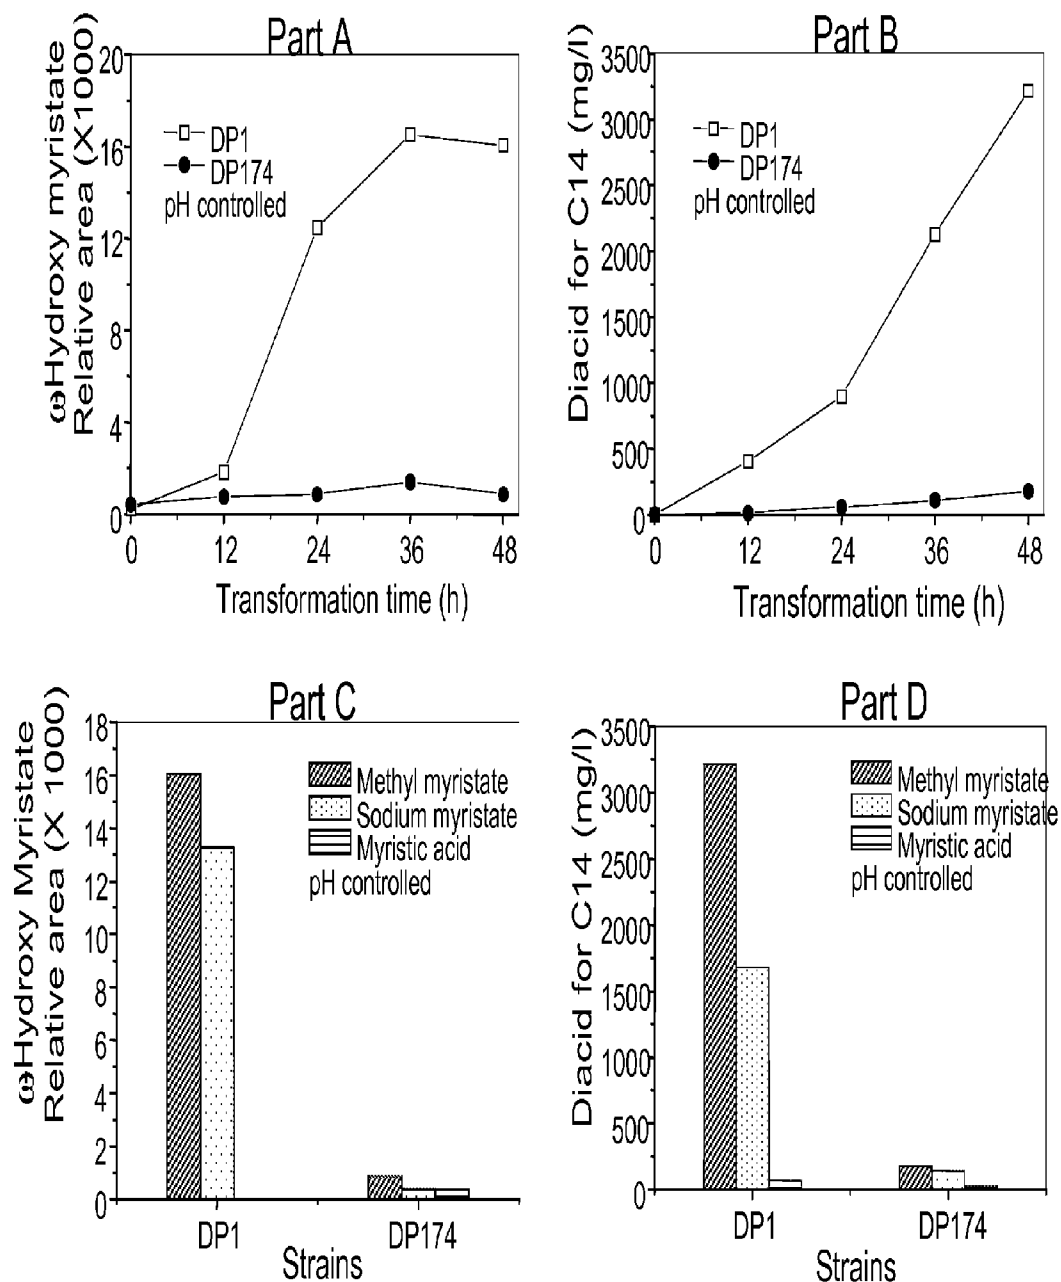 Part A
ωHydroxy myristate
Relative area (X1000)
20
16
12
8
4
0
DP1
DP174
pH controlled
0 12 24 36 48
Transformation time (h)
Part B
Diacid for C14 (mg/l)
3500
3000
2500
2000
1500
1000
500
0
DP1
DP174
pH controlled
0 12 24 36 48
Transformation time (h)
Part C
ωHydroxy Myristate
Relative area (X 1000)
18
16
14
12
10
8
6
4
2
0
Methyl myristate
Sodium myristate
Myristic acid
pH controlled
DP1 DP174
Strains
Part D
Diacid for C14 (mg/l)
3500
3000
2500
2000
1500
1000
500
0
Methyl myristate
Sodium myristate
Myristic acid
pH controlled
DP1 DP174
Strains